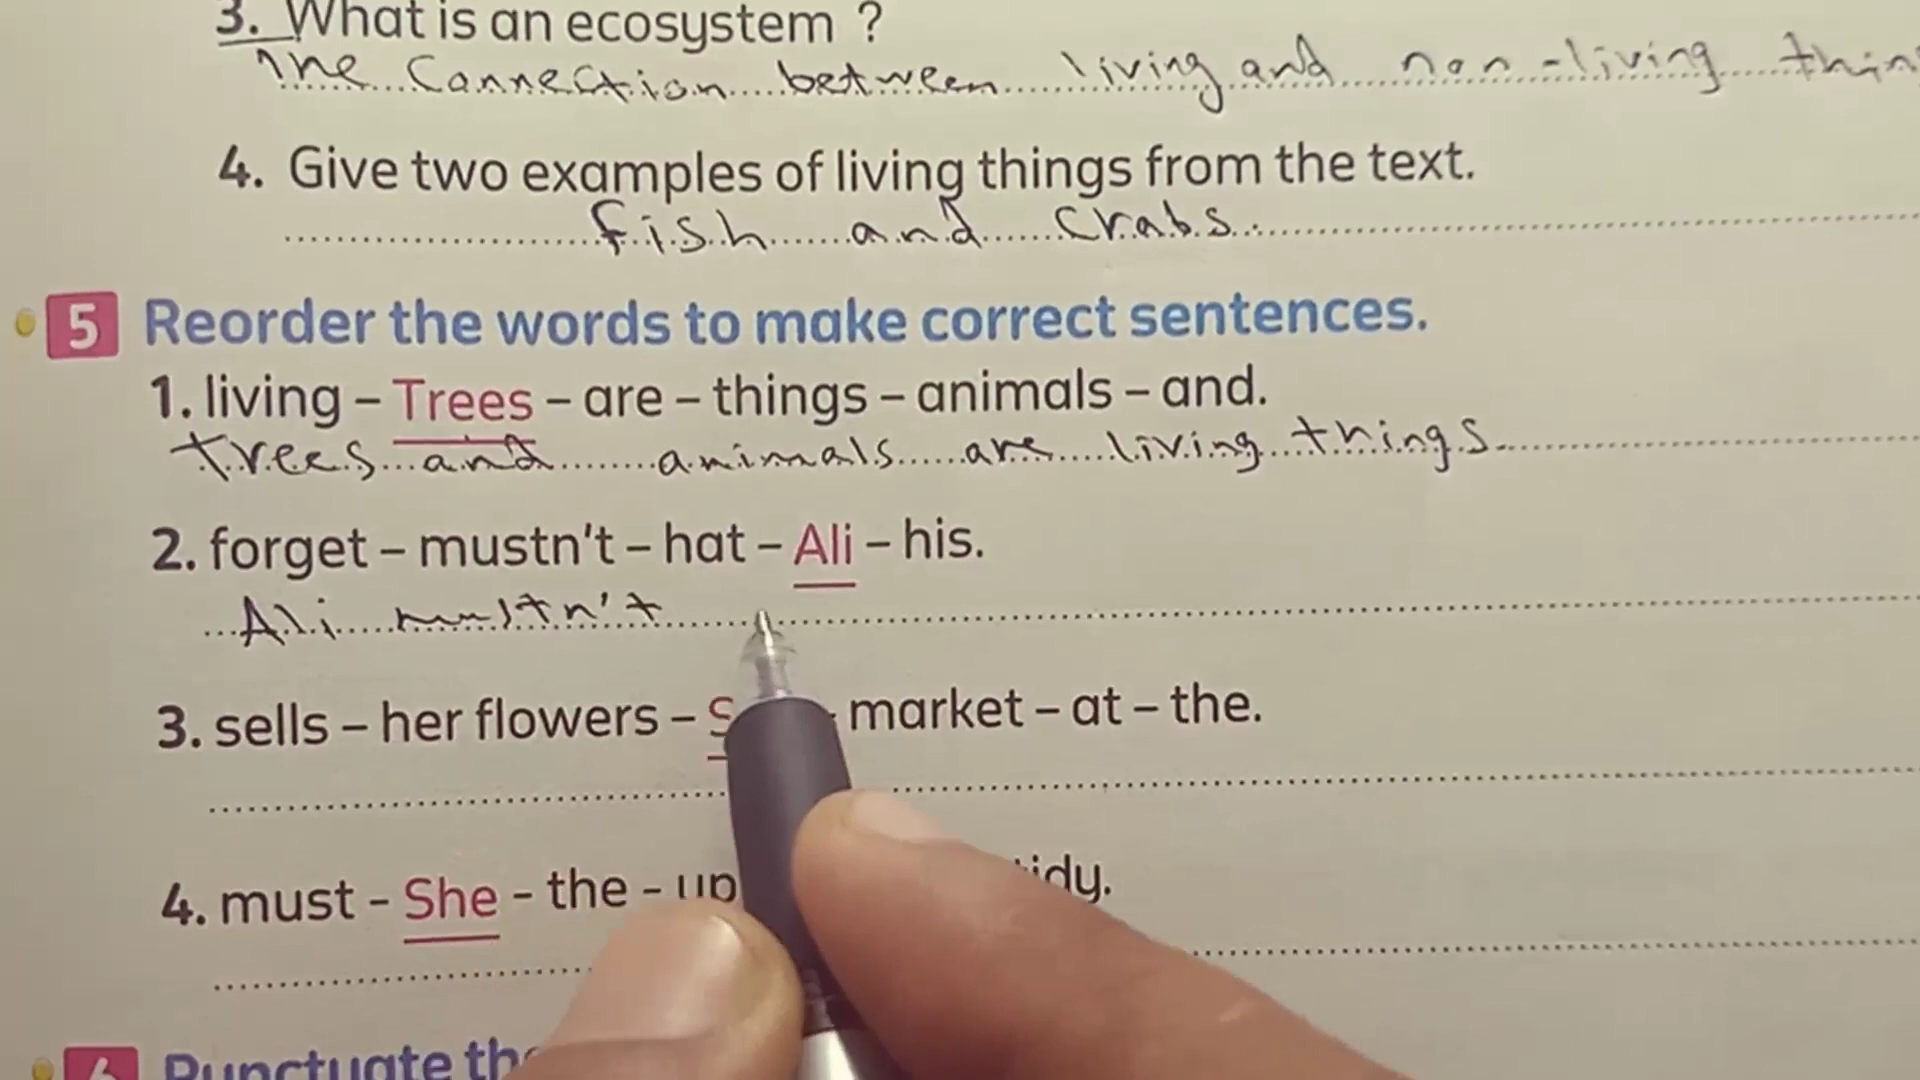 3. What is an ecosystem ?
The Connection between living and non-living
4. Give two examples of living things from the text.
fish and Crabs.
5 Reorder the words to make correct sentences.
1. living – Trees – are – things – animals – and.
trees and animals are living things
2. forget – mustn't – hat – Ali – his.
Ali mustn't
3. sells – her flowers – market – at – the.
4. must - She - the - up
6 Punctuate